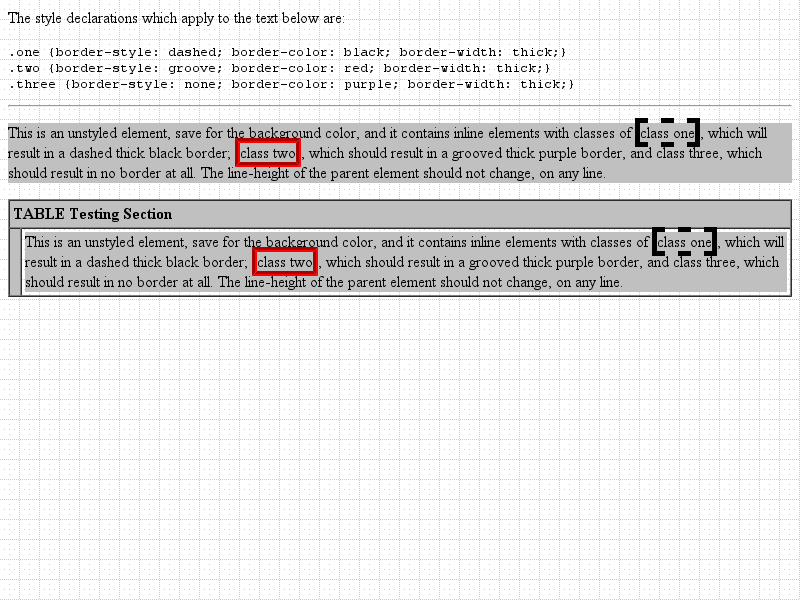 The style declarations which apply to the text below are:
.one {border-style: dashed; border-color: black; border-width: thick;}
.two {border-style: groove; border-color: red; border-width: thick;}
.three {border-style: none; border-color: purple; border-width: thick;}
This is an unstyled element, save for the background color, and it contains inline elements with classes of class one, which will
result in a dashed thick black border; class two, which should result in a grooved thick purple border, and class three, which
should result in no border at all. The line-height of the parent element should not change, on any line.
TABLE Testing Section
This is an unstyled element, save for the background color, and it contains inline elements with classes of class one, which will
result in a dashed thick black border; class two, which should result in a grooved thick purple border, and class three, which
should result in no border at all. The line-height of the parent element should not change, on any line.